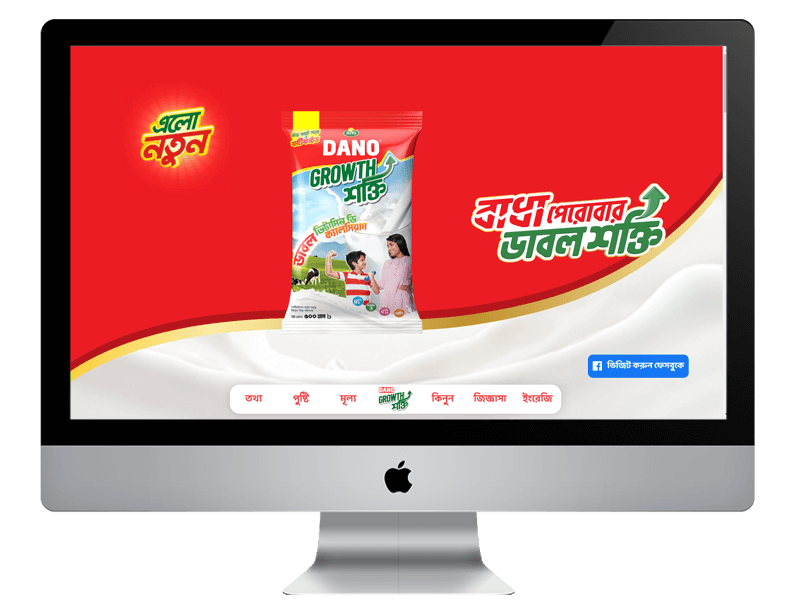 এলো
নতুন
DANO
GROWTH
শক্তি
ডাবল
ভিটামিন ডি
ক্যালসিয়াম
বাধা পেরোবার
ডাবল শক্তি
ভিজিট করুন ফেসবুকে
তথ্য পুষ্টি মূল্য DANO GROWTH শক্তি কিনুন জিজ্ঞাসা ইংরেজি